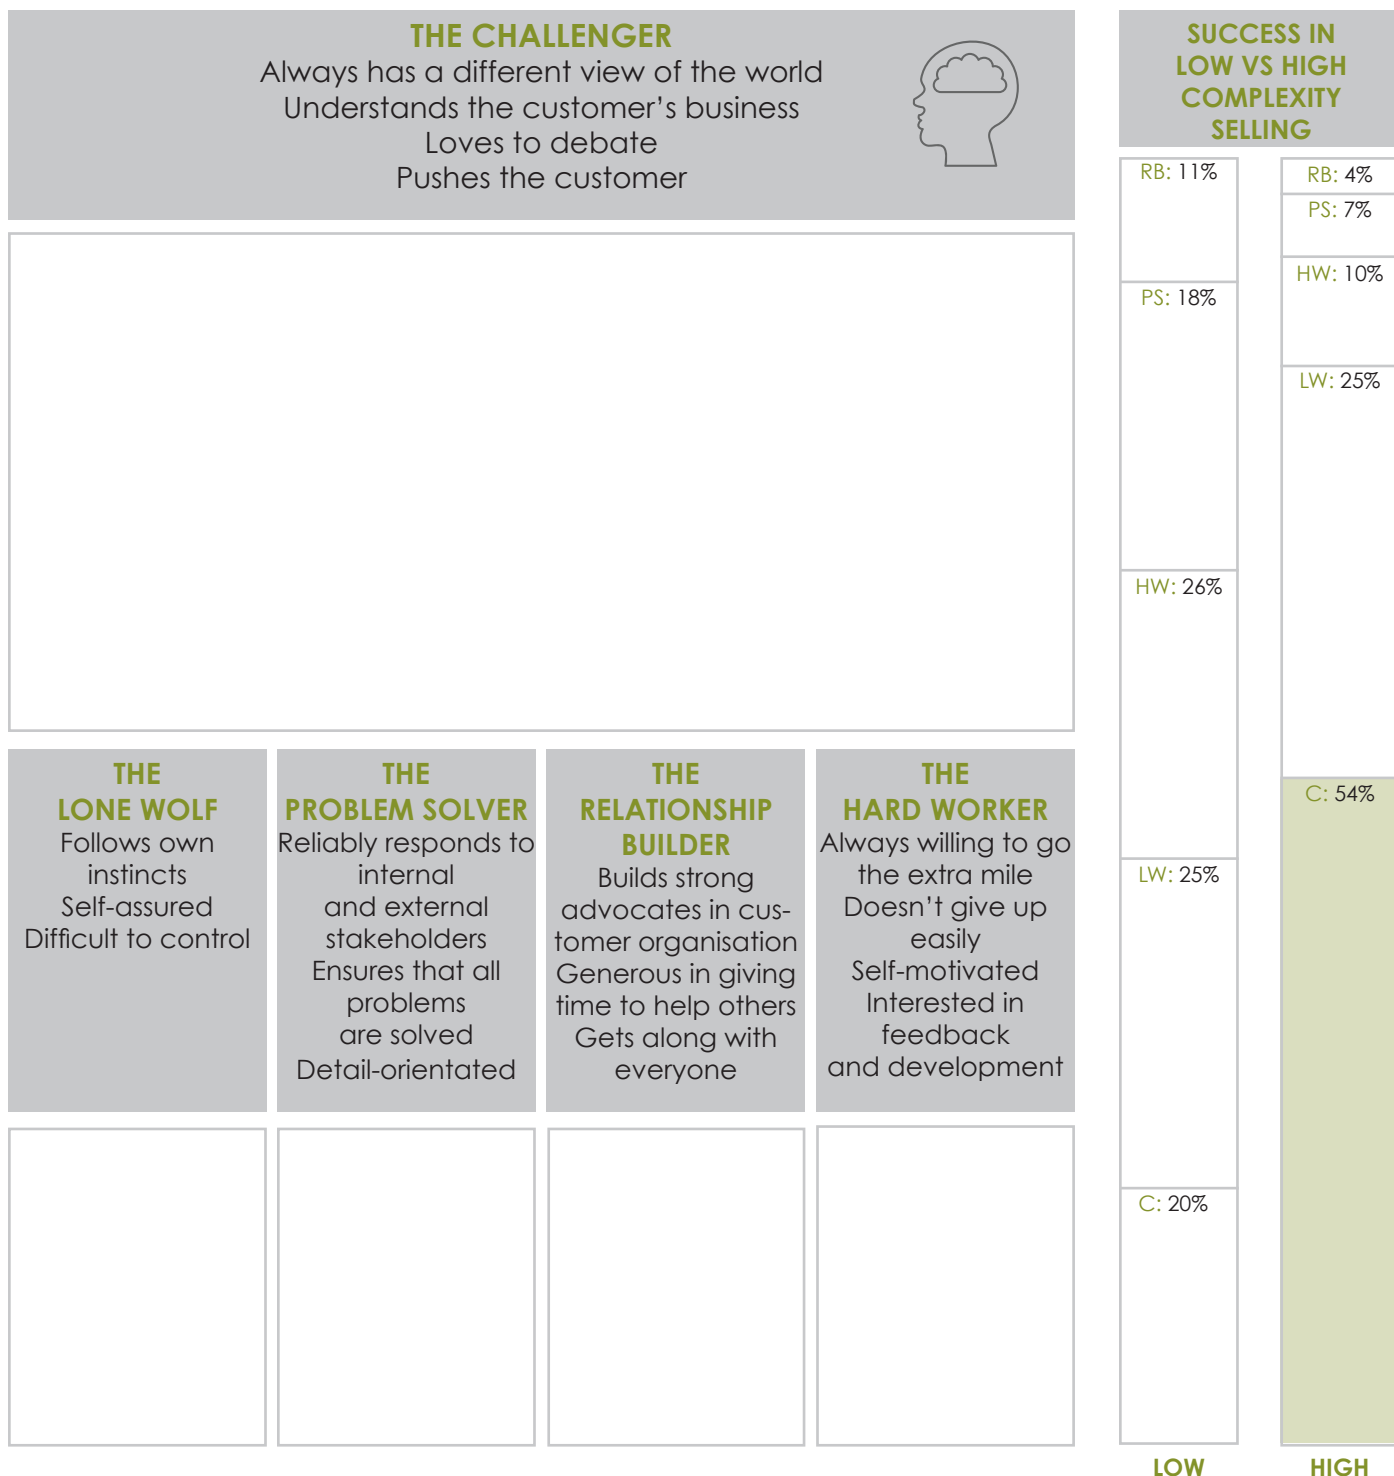 THE CHALLENGER
Always has a different view of the world
Understands the customer’s business
Loves to debate
Pushes the customer
THE
LONE WOLF
Follows own
instincts
Self-assured
Difficult to control
THE
PROBLEM SOLVER
Reliably responds to
internal
and external
stakeholders
Ensures that all
problems
are solved
Detail-orientated
THE
RELATIONSHIP
BUILDER
Builds strong
advocates in cus-
tomer organisation
Generous in giving
time to help others
Gets along with
everyone
THE
HARD WORKER
Always willing to go
the extra mile
Doesn’t give up
easily
Self-motivated
Interested in
feedback
and development
SUCCESS IN
LOW VS HIGH
COMPLEXITY
SELLING
RB: 11%
PS: 18%
HW: 26%
LW: 25%
C: 20%
LOW
RB: 4%
PS: 7%
HW: 10%
LW: 25%
C: 54%
HIGH